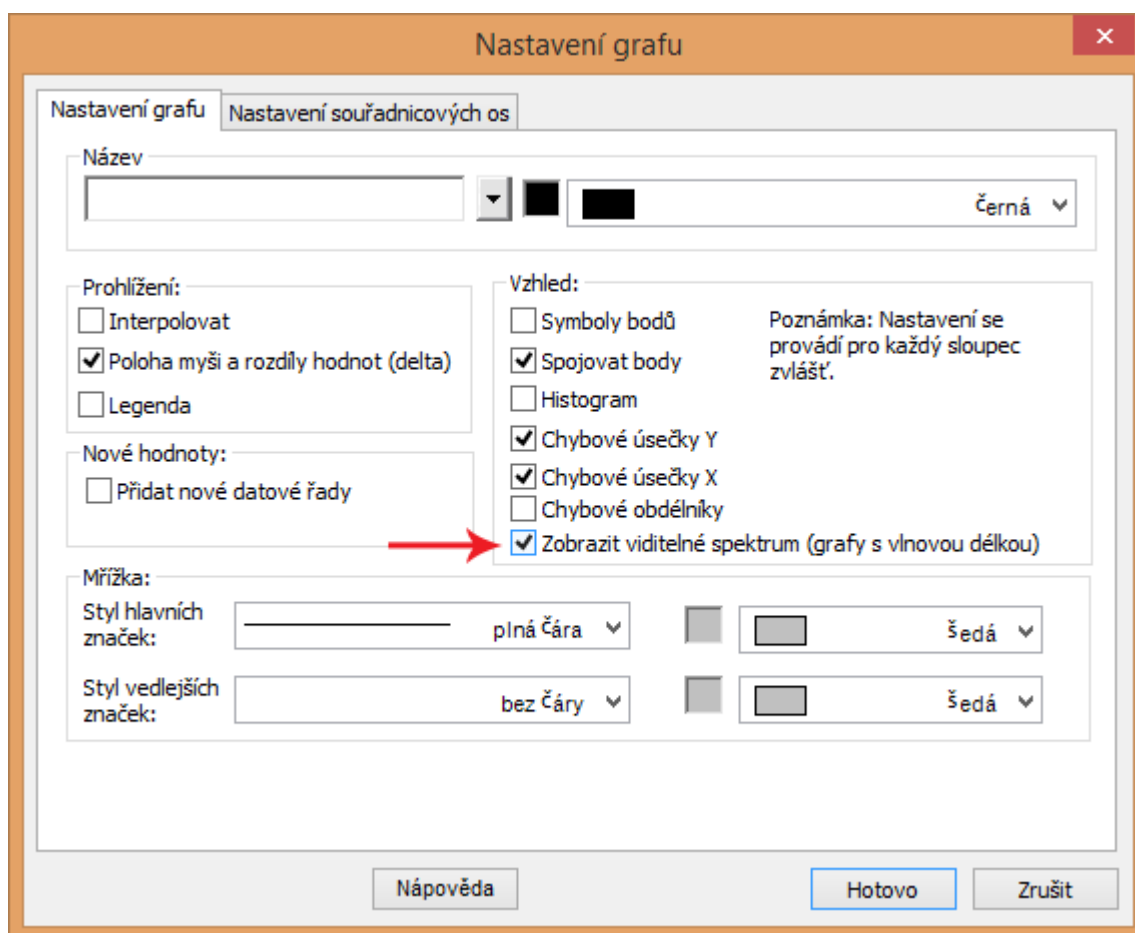 Nastavení grafu
Nastavení grafu
Nastavení souřadnicových os
Název
černá
Prohlížení:
Interpolovat
Poloha myši a rozdíly hodnot (delta)
Legenda
Nové hodnoty:
Přidat nové datové řady
Vzhled:
Symboly bodů
Spojovat body
Histogram
Chybové úsečky Y
Chybové úsečky X
Chybové obdélníky
Zobrazit viditelné spektrum (grafy s vlnovou délkou)
Poznámka: Nastavení se
provádí pro každý sloupec
zvlášť.
Mřížka:
Styl hlavních
značek:
plná čára
šedá
Styl vedlejších
značek:
bez čáry
šedá
Nápověda
Hotovo
Zrušit